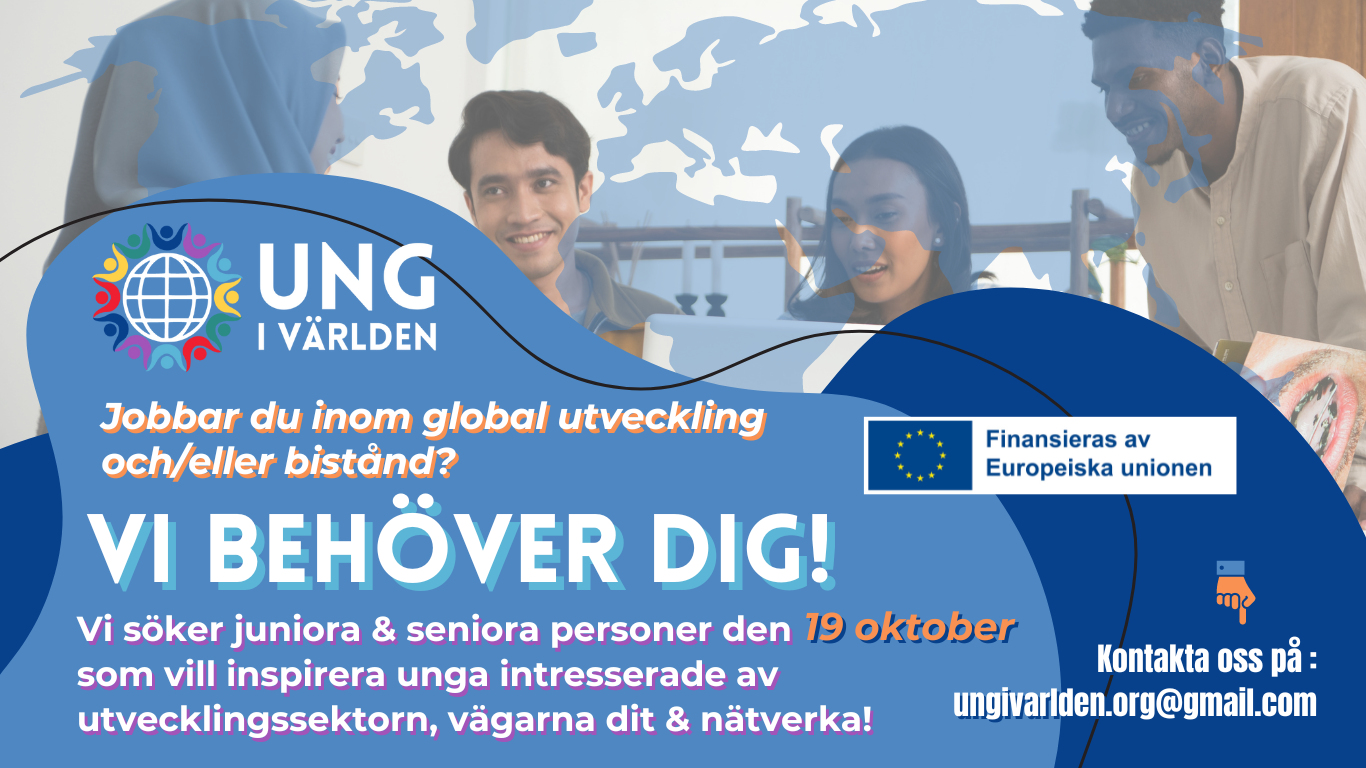 UNG
I VÄRLDEN
Jobbar du inom global utveckling
och/eller bistånd?
VI BEHÖVER DIG!
Vi söker juniora & seniora personer den 19 oktober
som vill inspirera unga intresserade av
utvecklingssektorn, vägarna dit & nätverka!
Finansieras av
Europeiska unionen
Kontakta oss på :
ungivarlden.org@gmail.com